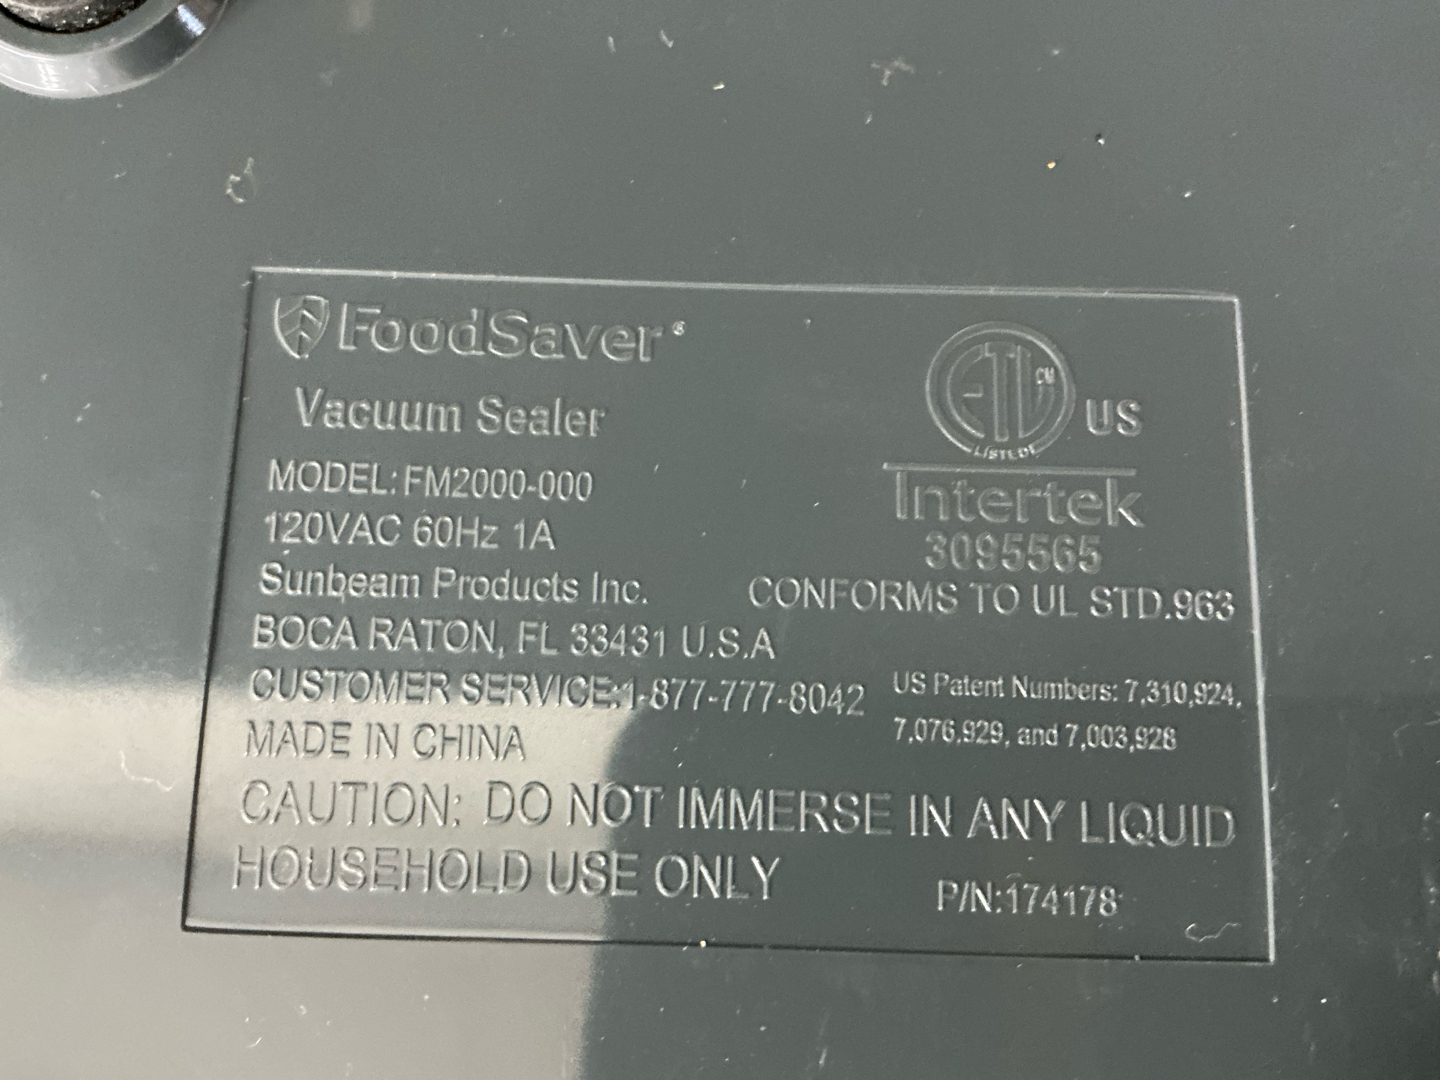 FoodSaver®
Vacuum Sealer
MODEL: FM2000-000
120VAC 60Hz 1A
Sunbeam Products Inc.
BOCA RATON, FL 33431 U.S.A
CUSTOMER SERVICE:1-877-777-8042
MADE IN CHINA
ETL CM US
LISTED
Intertek
3095565
CONFORMS TO UL STD.963
US Patent Numbers: 7,310,924,
7,076,929, and 7,003,928
CAUTION: DO NOT IMMERSE IN ANY LIQUID
HOUSEHOLD USE ONLY
P/N:174178